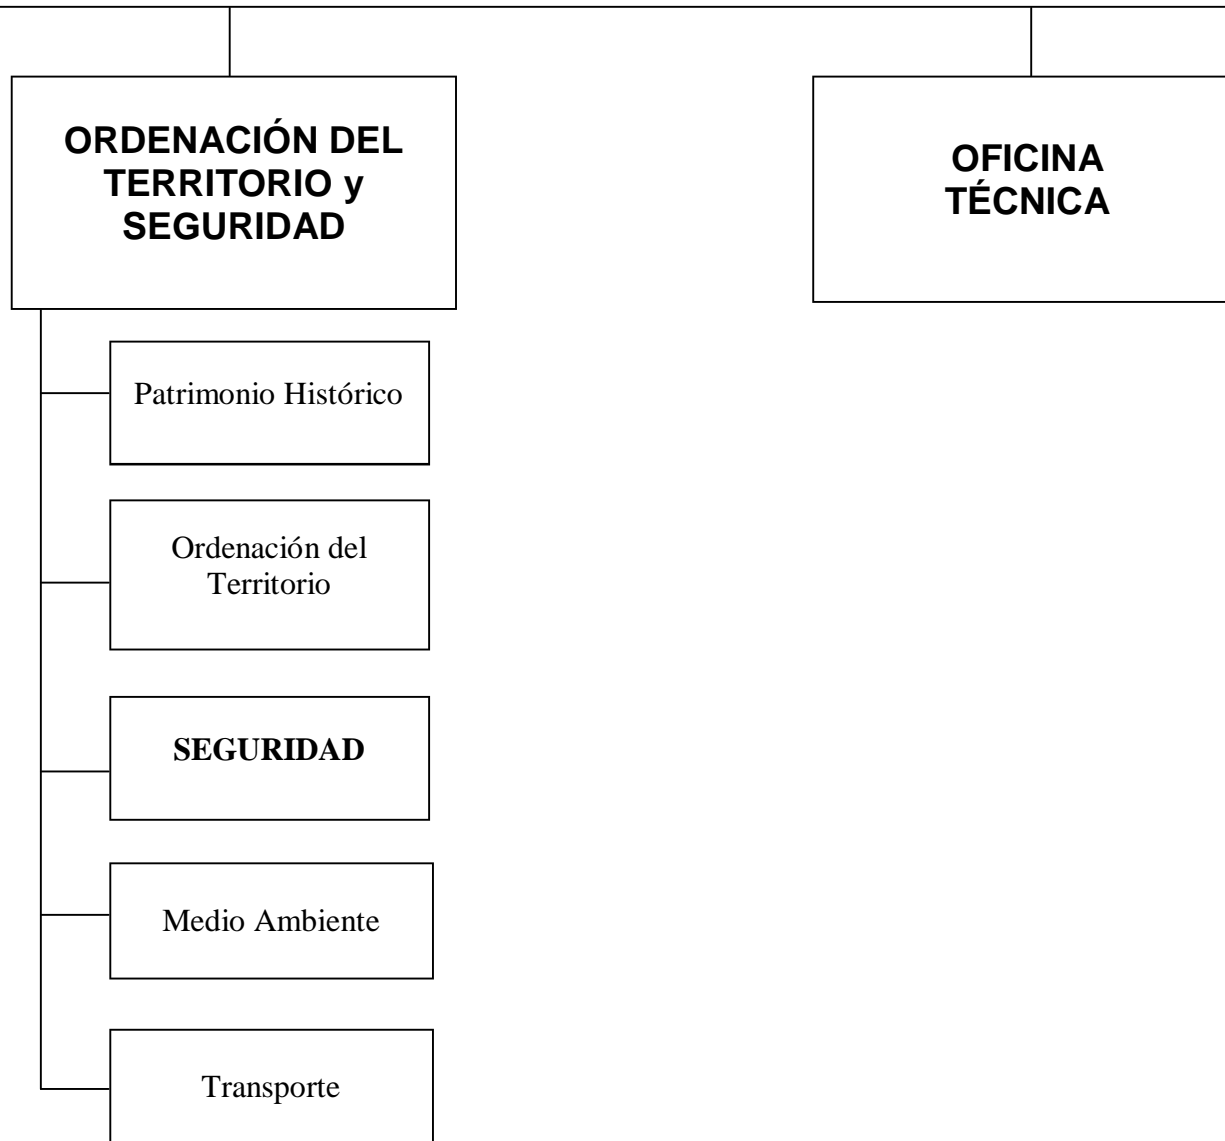 ORDENACIÓN DEL
TERRITORIO y
SEGURIDAD
OFICINA
TÉCNICA
Patrimonio Histórico
Ordenación del
Territorio
SEGURIDAD
Medio Ambiente
Transporte